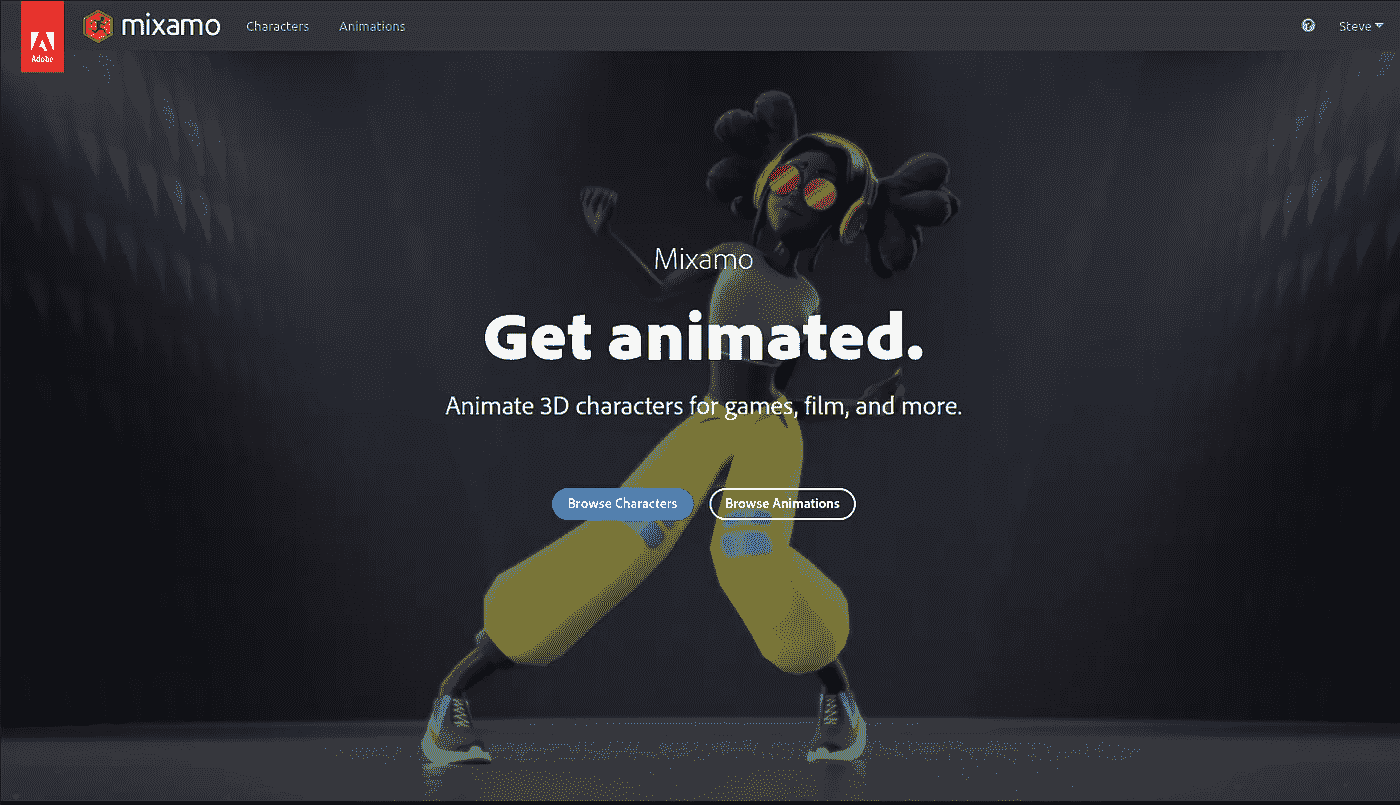 Adobe
mixamo
Characters
Animations
Steve
Mixamo
Get animated.
Animate 3D characters for games, film, and more.
Browse Characters
Browse Animations